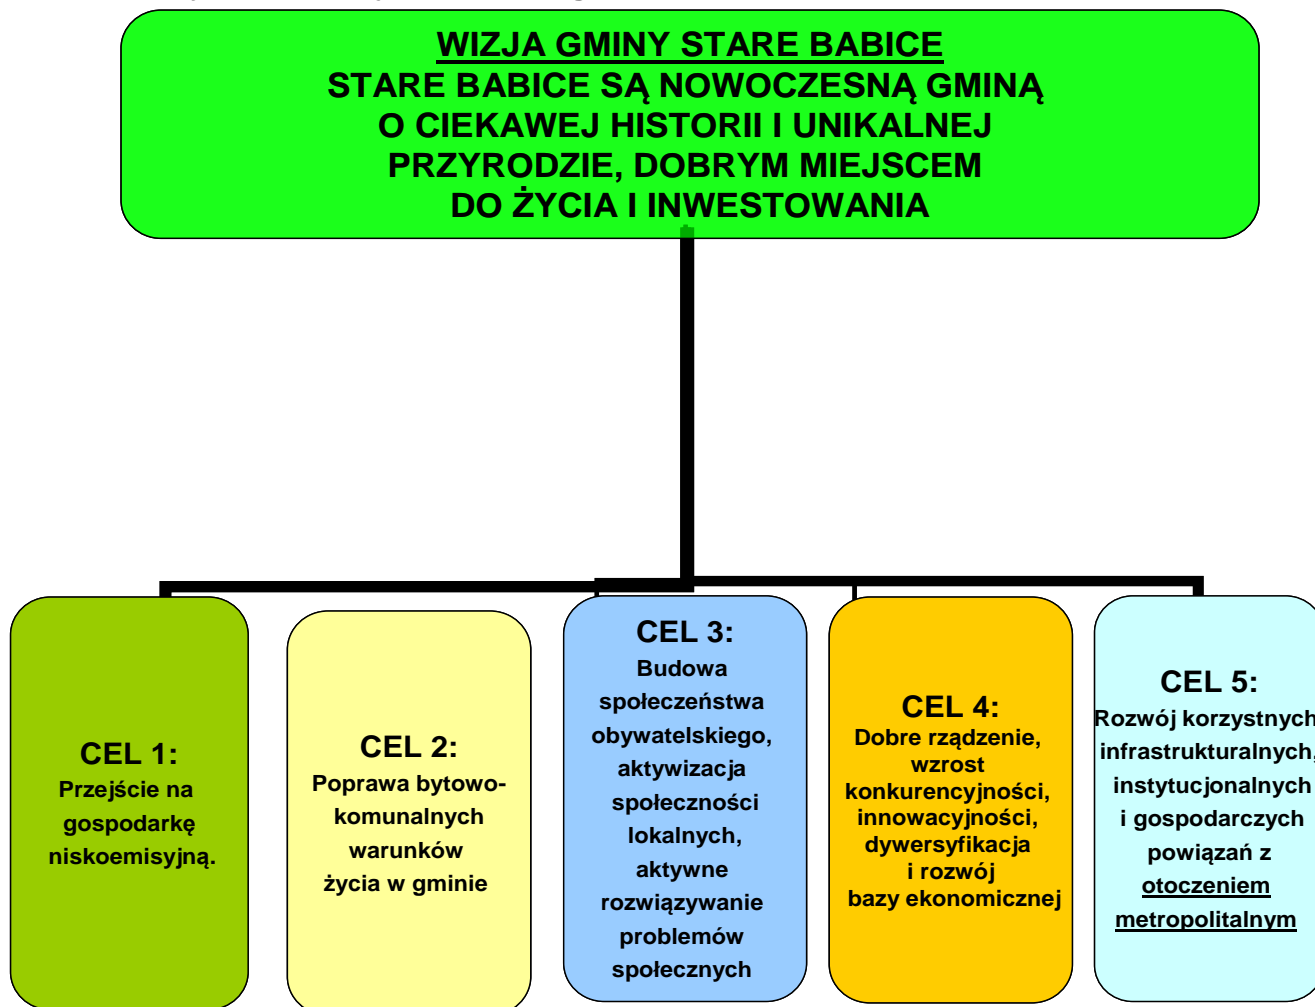 WIZJA GMINY STARE BABICE
STARE BABICE SĄ NOWOCZESNĄ GMINĄ
O CIEKAWEJ HISTORII I UNIKALNEJ
PRZYRODZIE, DOBRYM MIEJSCEM
DO ŻYCIA I INWESTOWANIA
CEL 1:
Przejście na
gospodarkę
niskoemisyjną.
CEL 2:
Poprawa bytowo-
komunalnych
warunków
życia w gminie
CEL 3:
Budowa
społeczeństwa
obywatelskiego,
aktywizacja
społeczności
lokalnych,
aktywne
rozwiązywanie
problemów
społecznych
CEL 4:
Dobre rządzenie,
wzrost
konkurencyjności,
innowacyjności,
dywersyfikacja
i rozwój
bazy ekonomicznej
CEL 5:
Rozwój korzystnych
infrastrukturalnych,
instytucjonalnych
i gospodarczych
powiązań z
otoczeniem
metropolitalnym